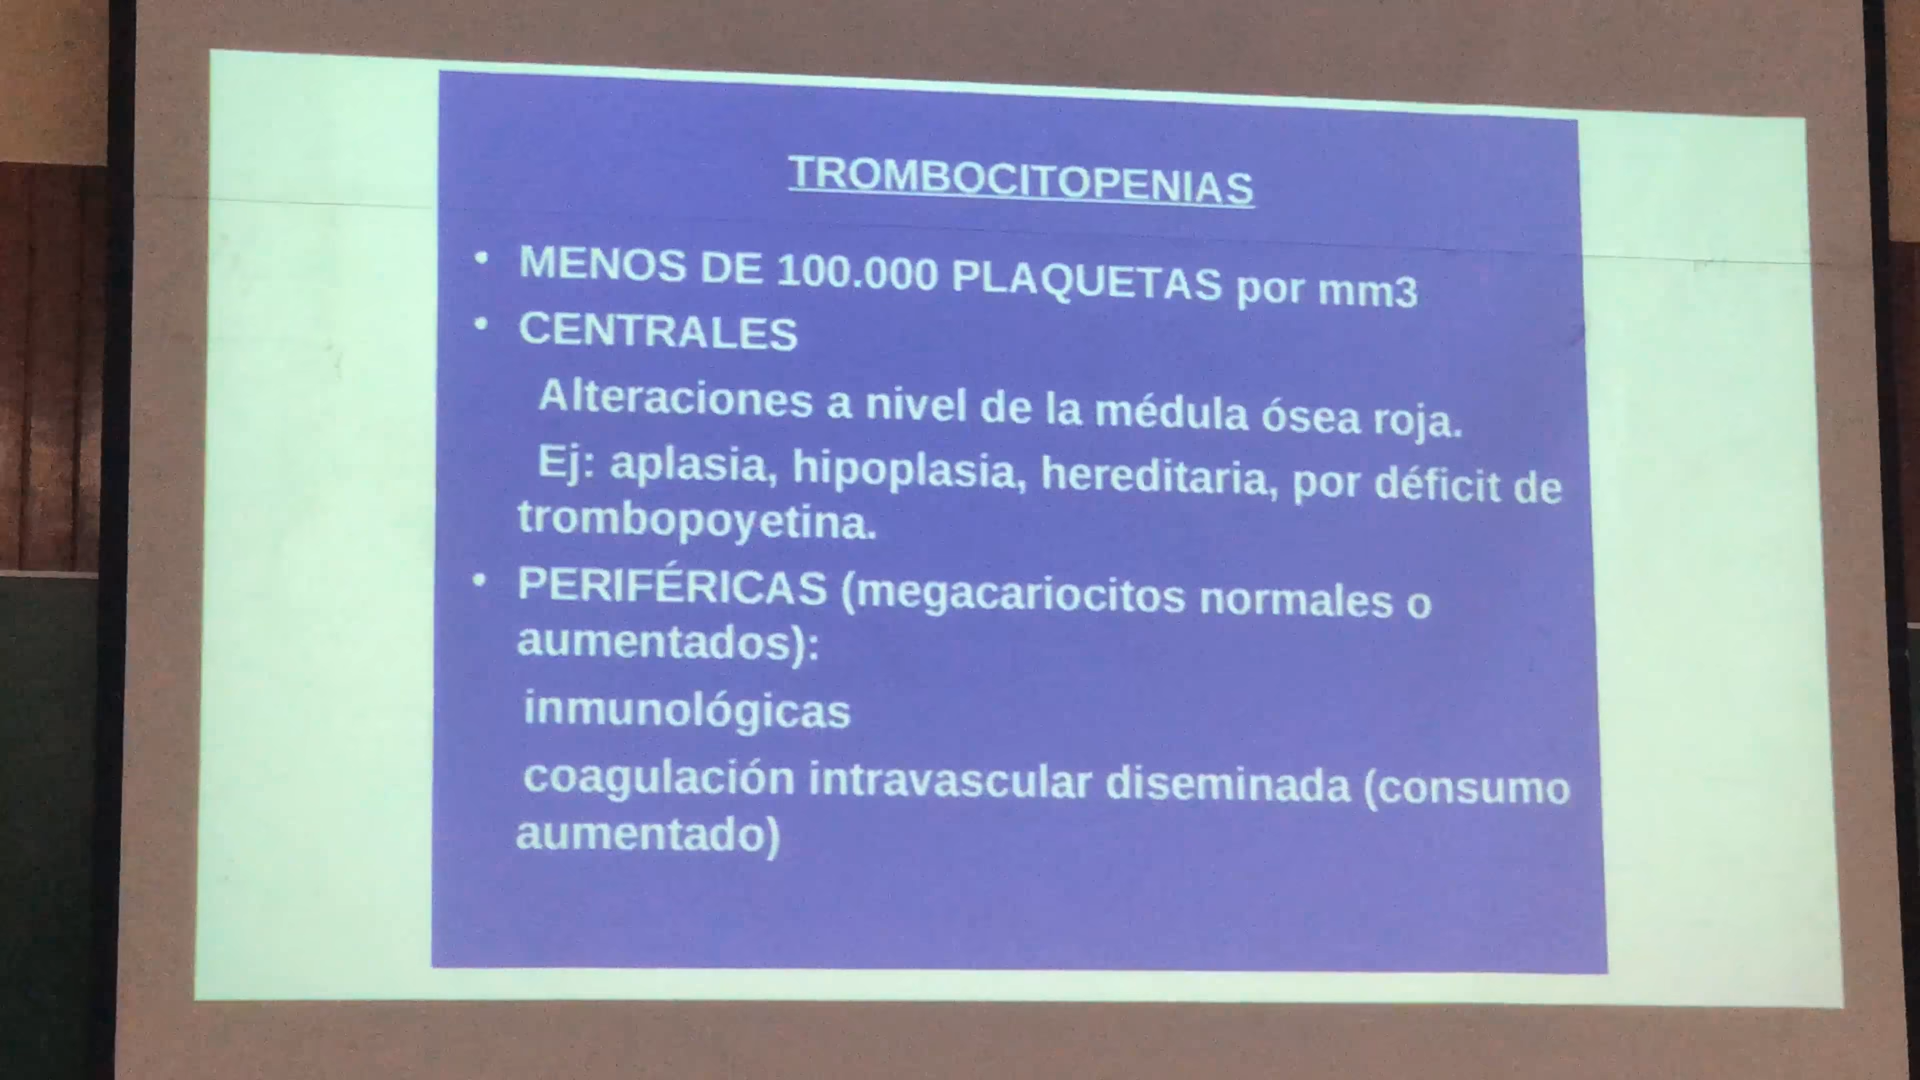 TROMBOCITOPENIAS
• MENOS DE 100.000 PLAQUETAS por mm3
• CENTRALES
Alteraciones a nivel de la médula ósea roja.
Ej: aplasia, hipoplasia, hereditaria, por déficit de
trombopoyetina.
• PERIFÉRICAS (megacariocitos normales o
aumentados):
inmunológicas
coagulación intravascular diseminada (consumo
aumentado)